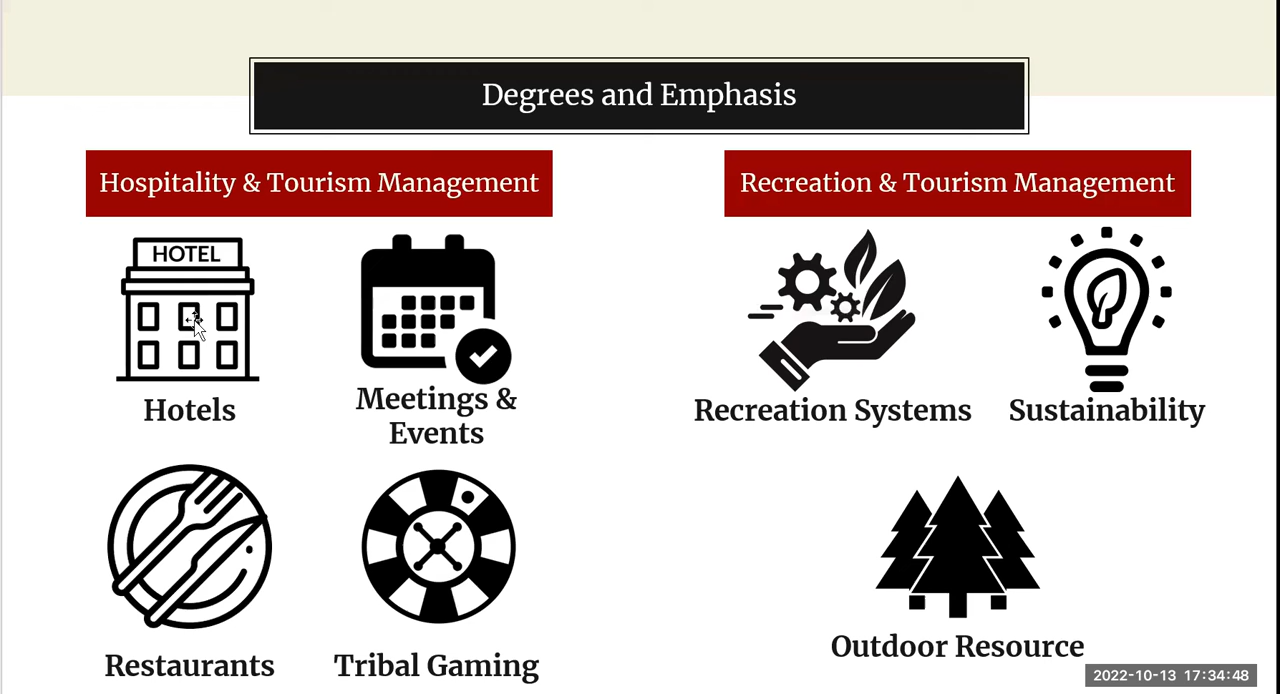 Degrees and Emphasis
Hospitality & Tourism Management
Recreation & Tourism Management
HOTEL
Hotels
Meetings &
Events
Recreation Systems
Sustainability
Restaurants
Tribal Gaming
Outdoor Resource
2022-10-13 17:34:48